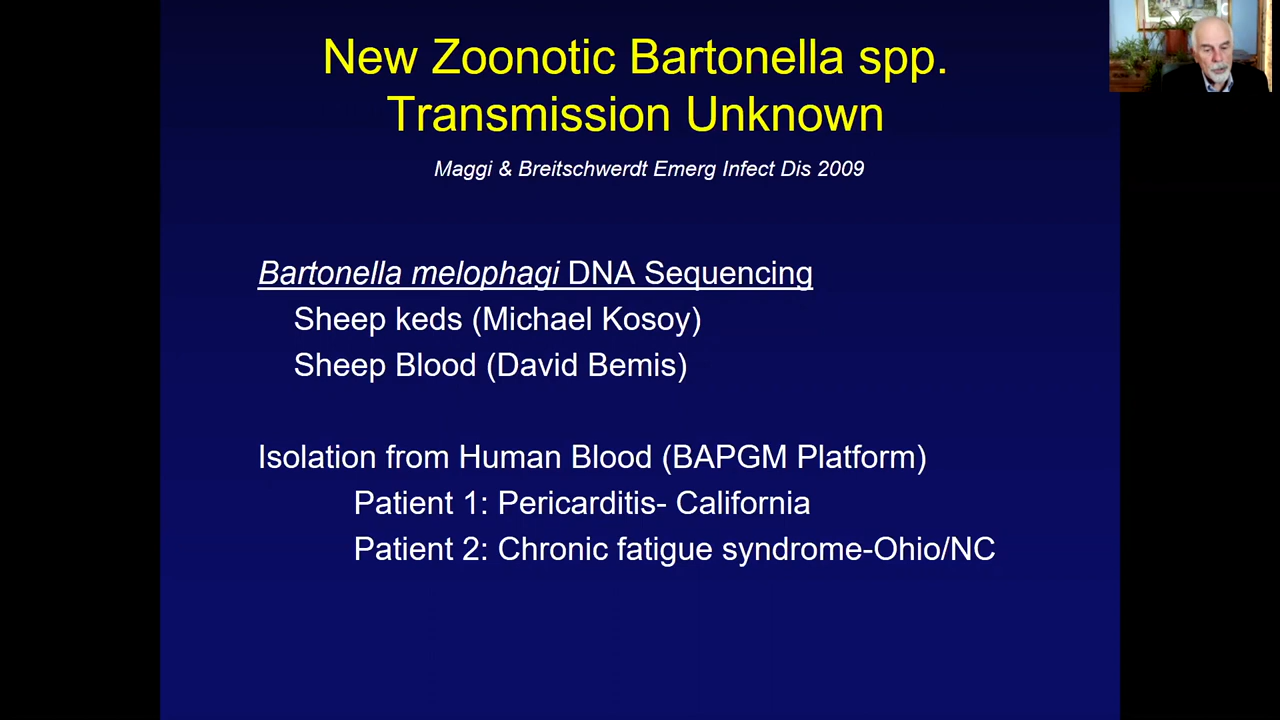 New Zoonotic Bartonella spp.
Transmission Unknown
Maggi & Breitschwerdt Emerg Infect Dis 2009
Bartonella melophagi DNA Sequencing
Sheep keds (Michael Kosoy)
Sheep Blood (David Bemis)
Isolation from Human Blood (BAPGM Platform)
Patient 1: Pericarditis- California
Patient 2: Chronic fatigue syndrome-Ohio/NC